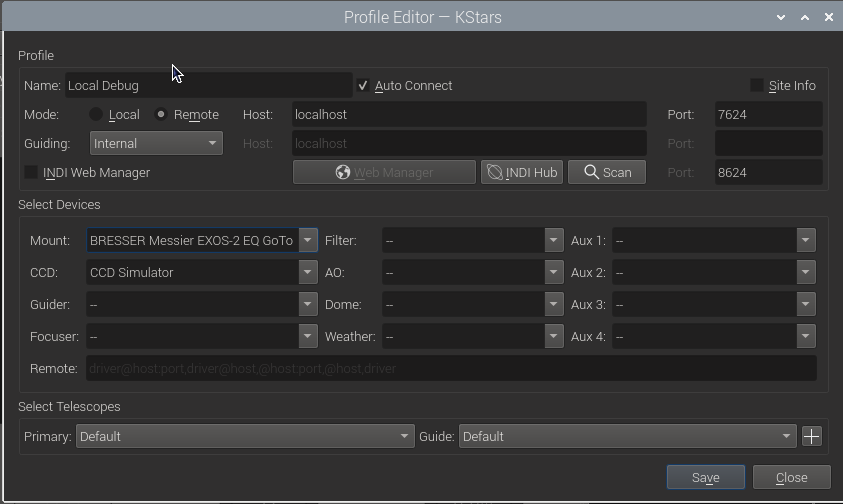 Profile Editor — KStars
Profile
Name: Local Debug Auto Connect Site Info
Mode: Local Remote Host: localhost Port: 7624
Guiding: Internal Host: localhost Port:
INDI Web Manager Web Manager INDI Hub Scan Port: 8624
Select Devices
Mount: BRESSER Messier EXOS-2 EQ GoTo Filter: -- Aux 1: --
CCD: CCD Simulator AO: -- Aux 2: --
Guider: -- Dome: -- Aux 3: --
Focuser: -- Weather: -- Aux 4: --
Remote: driver@host:port,driver@host,@host:port,@host,driver
Select Telescopes
Primary: Default Guide: Default
Save Close